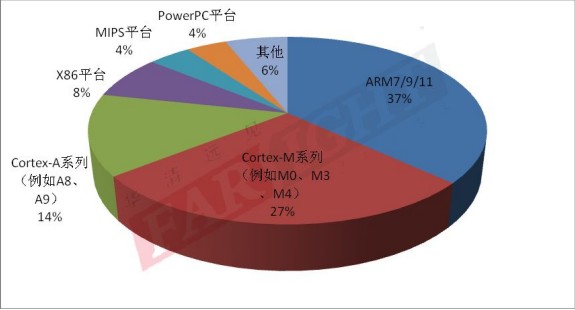 PowerPC平台
4%
MIPS平台
4%
其他
6%
X86平台
8%
ARM7/9/11
37%
Cortex-A系列
（例如A8、
A9）
14%
Cortex-M系列
（例如M0、M3
、M4）
27%
FARSIGHT